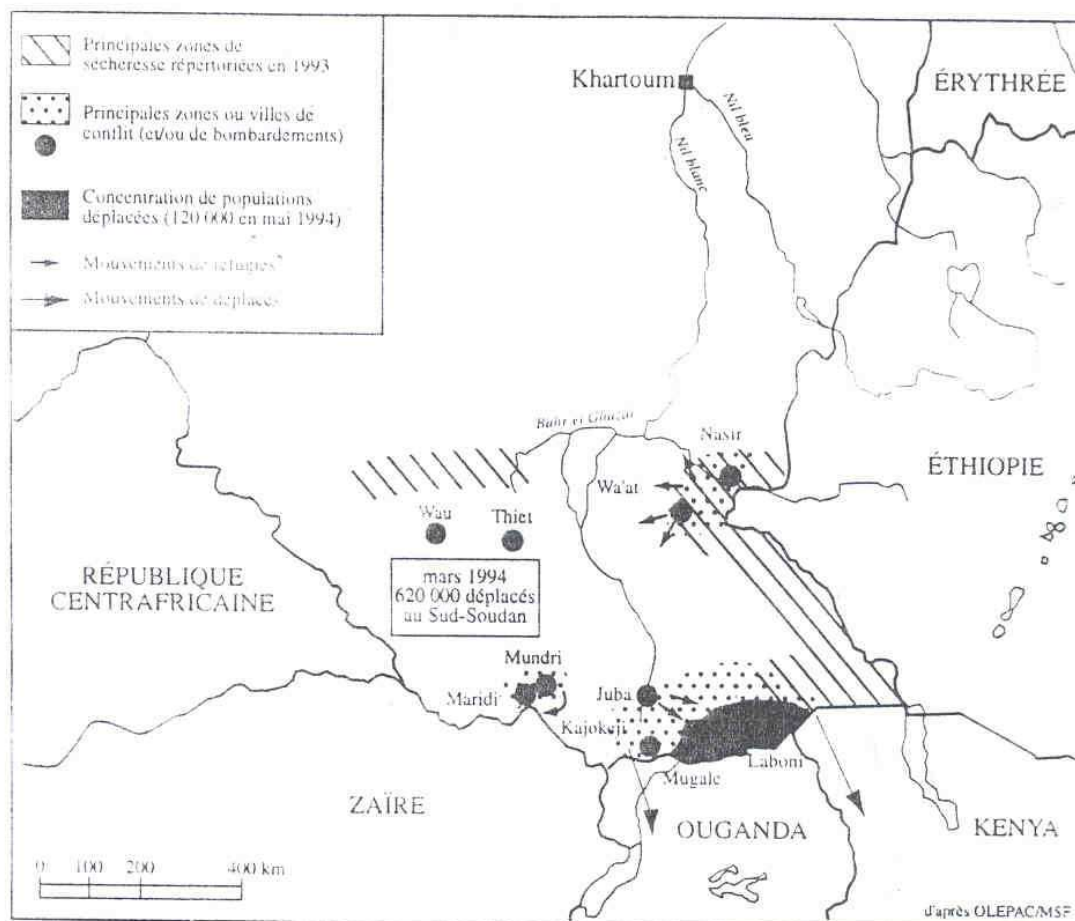 Principales zones de
sécheresse répertoriées en 1993
Principales zones ou villes de
conflit (et/ou de bombardements)
Concentration de populations
déplacées (120 000 en mai 1994)
Mouvements de réfugiés
Mouvements de déplacés
Khartoum
ÉRYTHRÉE
Nil bleu
Nil blanc
Bahr el Ghazal
Nasir
ÉTHIOPIE
Wa'at
Wau
Thiet
RÉPUBLIQUE
CENTRAFRICAINE
mars 1994
620 000 déplacés
au Sud-Soudan
Mundri
Maridi
Juba
Kajokeji
Laboni
Mugale
ZAÏRE
OUGANDA
KENYA
0 100 200 400 km
d'après OLEPAC/MSF